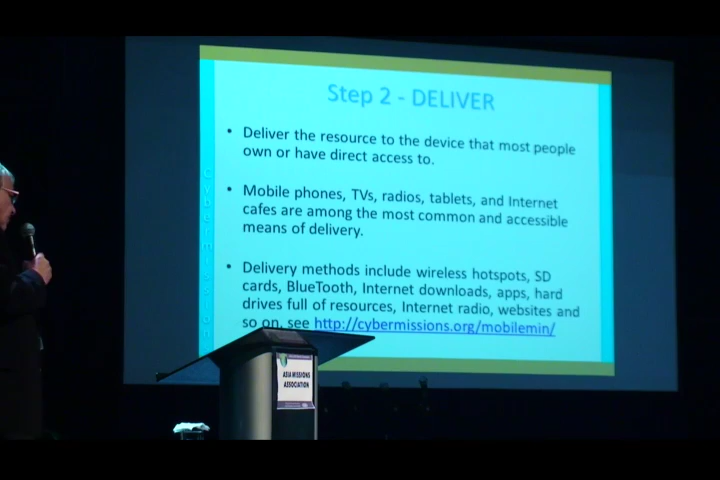 Step 2 - DELIVER
• Deliver the resource to the device that most people
own or have direct access to.
• Mobile phones, TVs, radios, tablets, and Internet
cafes are among the most common and accessible
means of delivery.
• Delivery methods include wireless hotspots, SD
cards, BlueTooth, Internet downloads, apps, hard
drives full of resources, Internet radio, websites and
so on, see http://cybermissions.org/mobilemin/
Cybermission
ASIA MISSIONS
ASSOCIATION